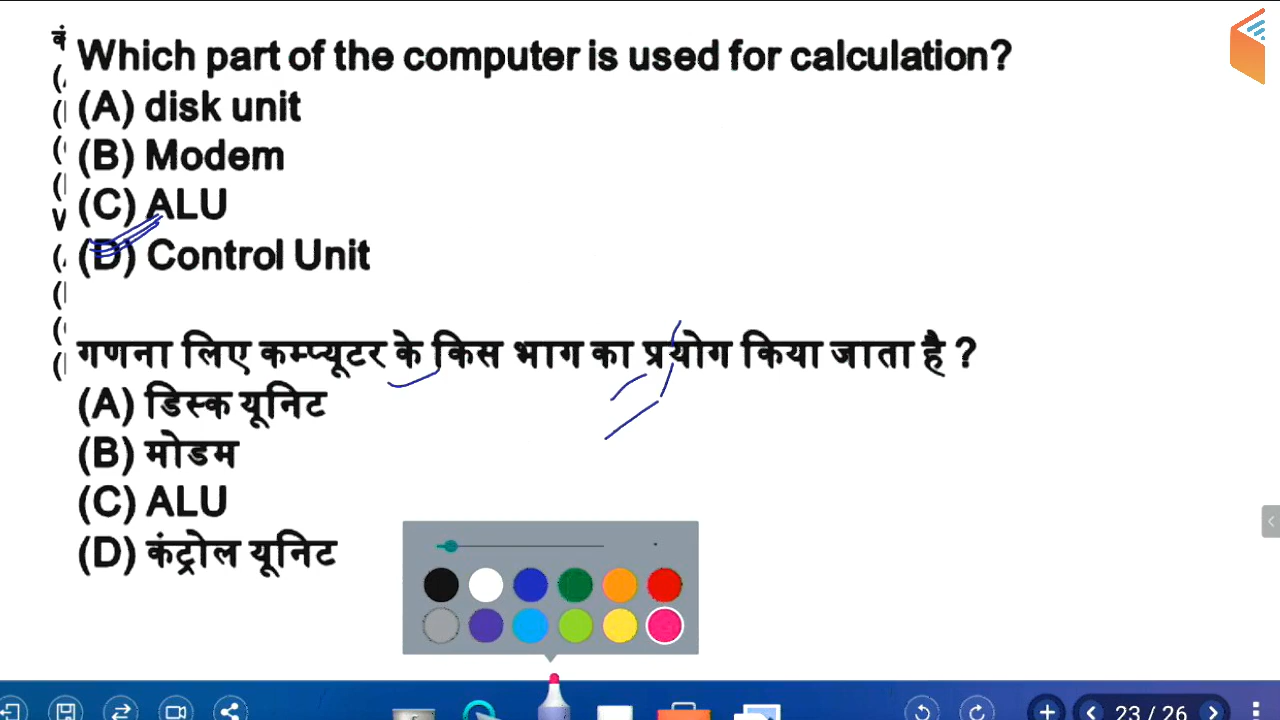 Which part of the computer is used for calculation?
(A) disk unit
(B) Modem
(C) ALU
(D) Control Unit
गणना लिए कम्प्यूटर के किस भाग का प्रयोग किया जाता है ?
(A) डिस्क यूनिट
(B) मोडम
(C) ALU
(D) कंट्रोल यूनिट
23 / 26